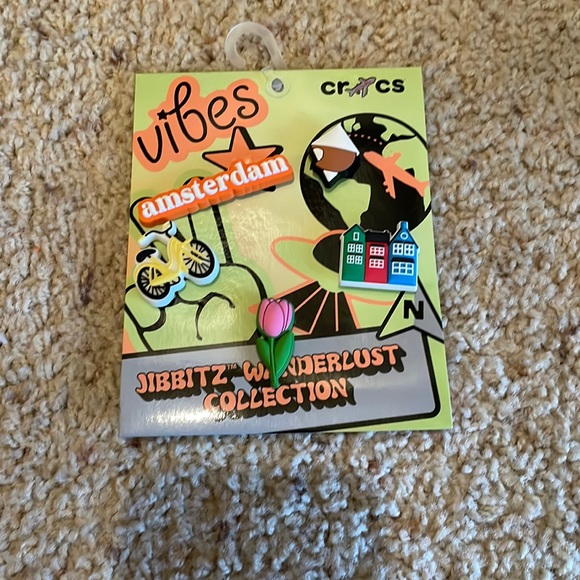 vibes
crocs
amsterdam
N
JIBBITZ™ WANDERLUST
COLLECTION